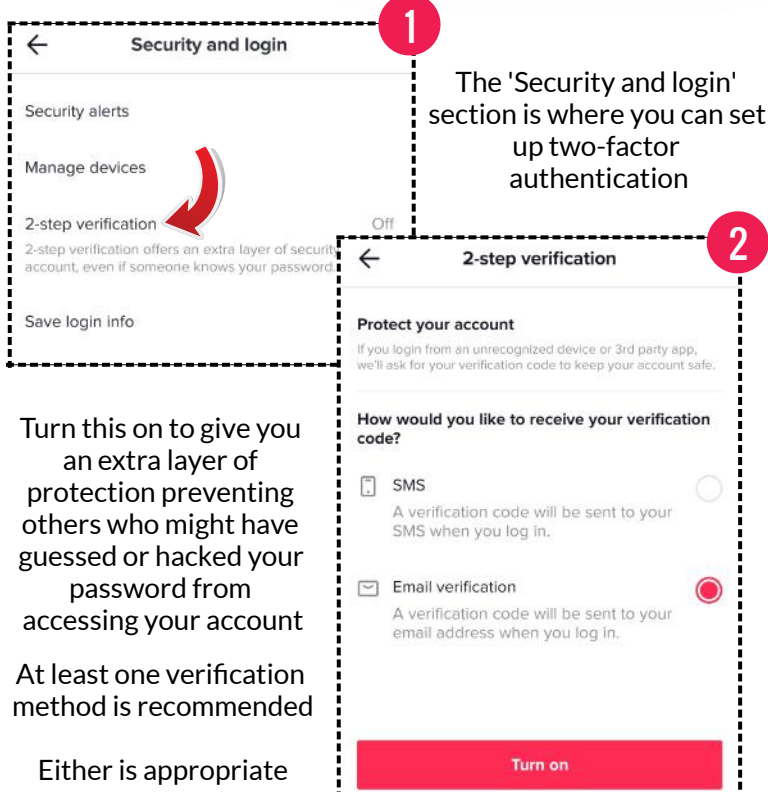 1
Security and login
Security alerts
Manage devices
2-step verification
Off
2-step verification offers an extra layer of security
account, even if someone knows your password.
Save login info
The 'Security and login'
section is where you can set
up two-factor
authentication
2
2-step verification
Protect your account
If you login from an unrecognized device or 3rd party app,
we'll ask for your verification code to keep your account safe.
How would you like to receive your verification
code?
SMS
A verification code will be sent to your
SMS when you log in.
Email verification
A verification code will be sent to your
email address when you log in.
Turn on
Turn this on to give you
an extra layer of
protection preventing
others who might have
guessed or hacked your
password from
accessing your account
At least one verification
method is recommended
Either is appropriate